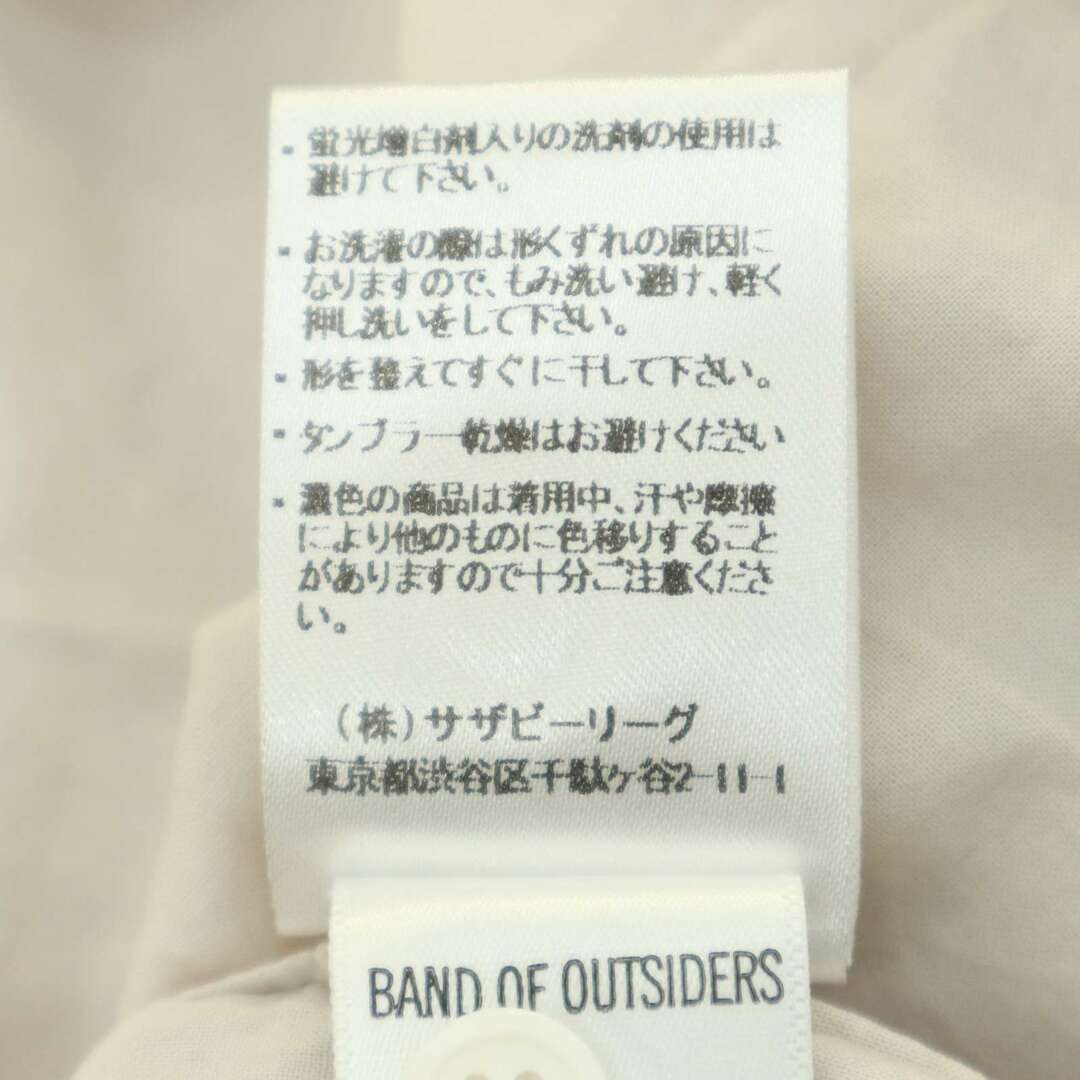 ・蛍光増白剤入りの洗剤の使用は
避けて下さい。
・お洗濯の際は形くずれの原因に
なりますので、もみ洗い避け、軽く
押し洗いをして下さい。
・形を整えてすぐに干して下さい。
・タンブラー乾燥はお避けください
・濃色の商品は着用中、汗や摩擦
により他のものに色移りすること
がありますので十分ご注意くださ
い。
(株)サザビーリーグ
東京都渋谷区千駄ヶ谷2-11-1
BAND OF OUTSIDERS